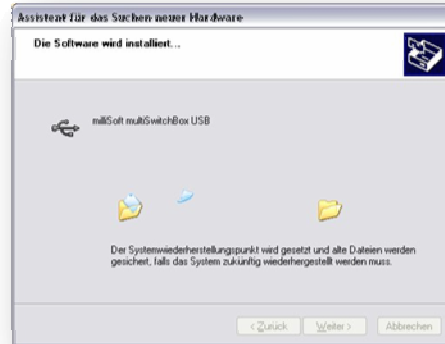 Assistent für das Suchen neuer Hardware
Die Software wird installiert...
milliSoft multiSwitchBox USB
Der Systemwiederherstellungspunkt wird gesetzt und alte Dateien werden
gesichert, falls das System zukünftig wiederhergestellt werden muss.
< Zurück
Weiter >
Abbrechen